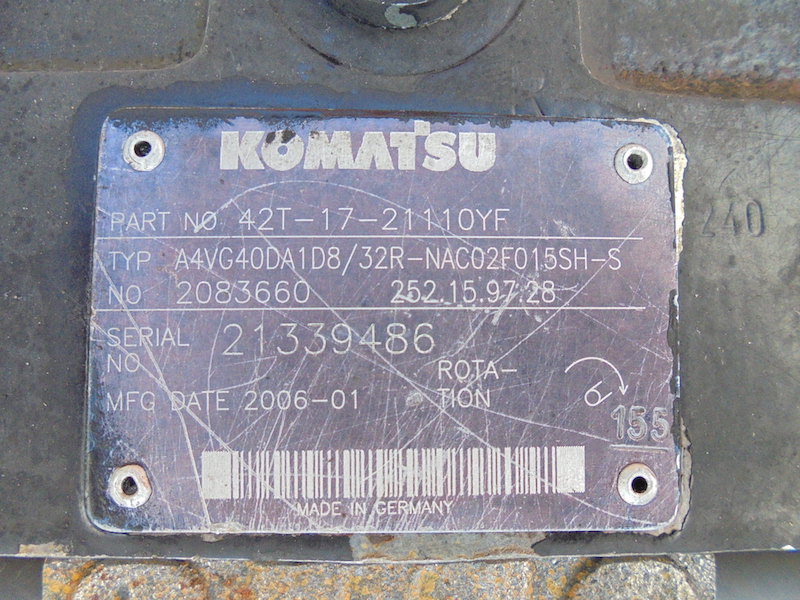 KOMATSU
PART NO 42T-17-21110YF
240
TYP A4VG40DA1D8/32R-NAC02F015SH-S
NO 2083660 252.15.97.28
SERIAL NO 21339486
MFG DATE 2006-01 ROTA-TION
155
MADE IN GERMANY